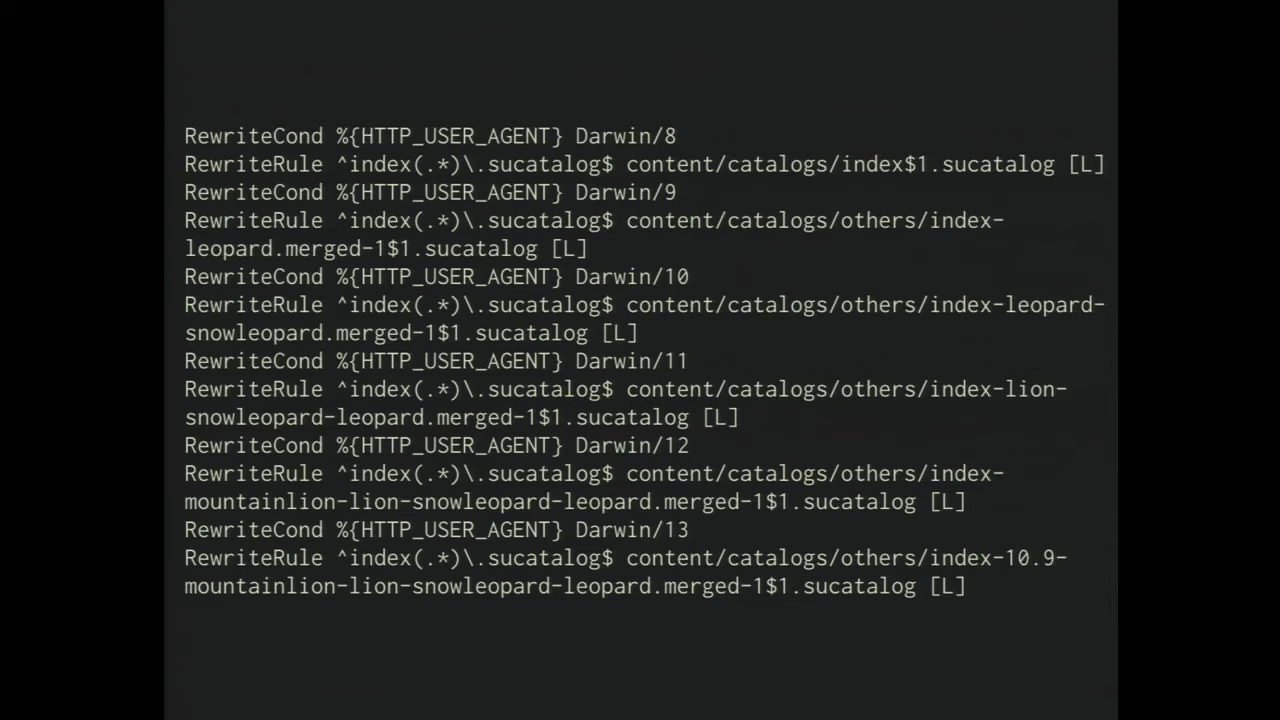 RewriteCond %{HTTP_USER_AGENT} Darwin/8
RewriteRule ^index(.*)\.sucatalog$ content/catalogs/index$1.sucatalog [L]
RewriteCond %{HTTP_USER_AGENT} Darwin/9
RewriteRule ^index(.*)\.sucatalog$ content/catalogs/others/index-
leopard.merged-1$1.sucatalog [L]
RewriteCond %{HTTP_USER_AGENT} Darwin/10
RewriteRule ^index(.*)\.sucatalog$ content/catalogs/others/index-leopard-
snowleopard.merged-1$1.sucatalog [L]
RewriteCond %{HTTP_USER_AGENT} Darwin/11
RewriteRule ^index(.*)\.sucatalog$ content/catalogs/others/index-lion-
snowleopard-leopard.merged-1$1.sucatalog [L]
RewriteCond %{HTTP_USER_AGENT} Darwin/12
RewriteRule ^index(.*)\.sucatalog$ content/catalogs/others/index-
mountainlion-lion-snowleopard-leopard.merged-1$1.sucatalog [L]
RewriteCond %{HTTP_USER_AGENT} Darwin/13
RewriteRule ^index(.*)\.sucatalog$ content/catalogs/others/index-10.9-
mountainlion-lion-snowleopard-leopard.merged-1$1.sucatalog [L]